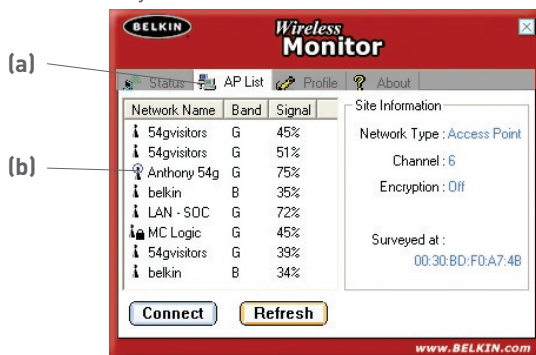 BELKIN Wireless Monitor
(a)
Status AP List Profile About
Network Name Band Signal
54gvisitors G 45%
54gvisitors G 51%
(b)
Anthony 54g G 75%
belkin B 35%
LAN - SOC G 72%
MC Logic G 45%
54gvisitors G 39%
belkin B 34%
Site Information
Network Type : Access Point
Channel : 6
Encryption : Off
Surveyed at :
00:30:BD:F0:A7:4B
Connect Refresh
www.BELKIN.com